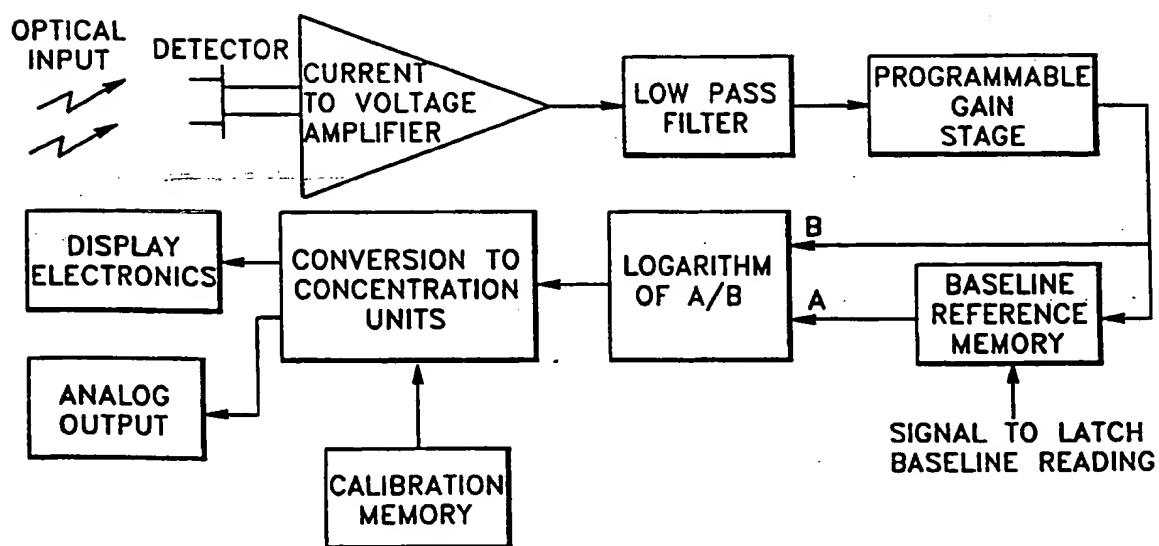 OPTICAL
INPUT
DETECTOR
CURRENT
TO VOLTAGE
AMPLIFIER
LOW PASS
FILTER
PROGRAMMABLE
GAIN
STAGE
DISPLAY
ELECTRONICS
CONVERSION TO
CONCENTRATION
UNITS
LOGARITHM
OF A/B
B
A
BASELINE
REFERENCE
MEMORY
ANALOG
OUTPUT
CALIBRATION
MEMORY
SIGNAL TO LATCH
BASELINE READING